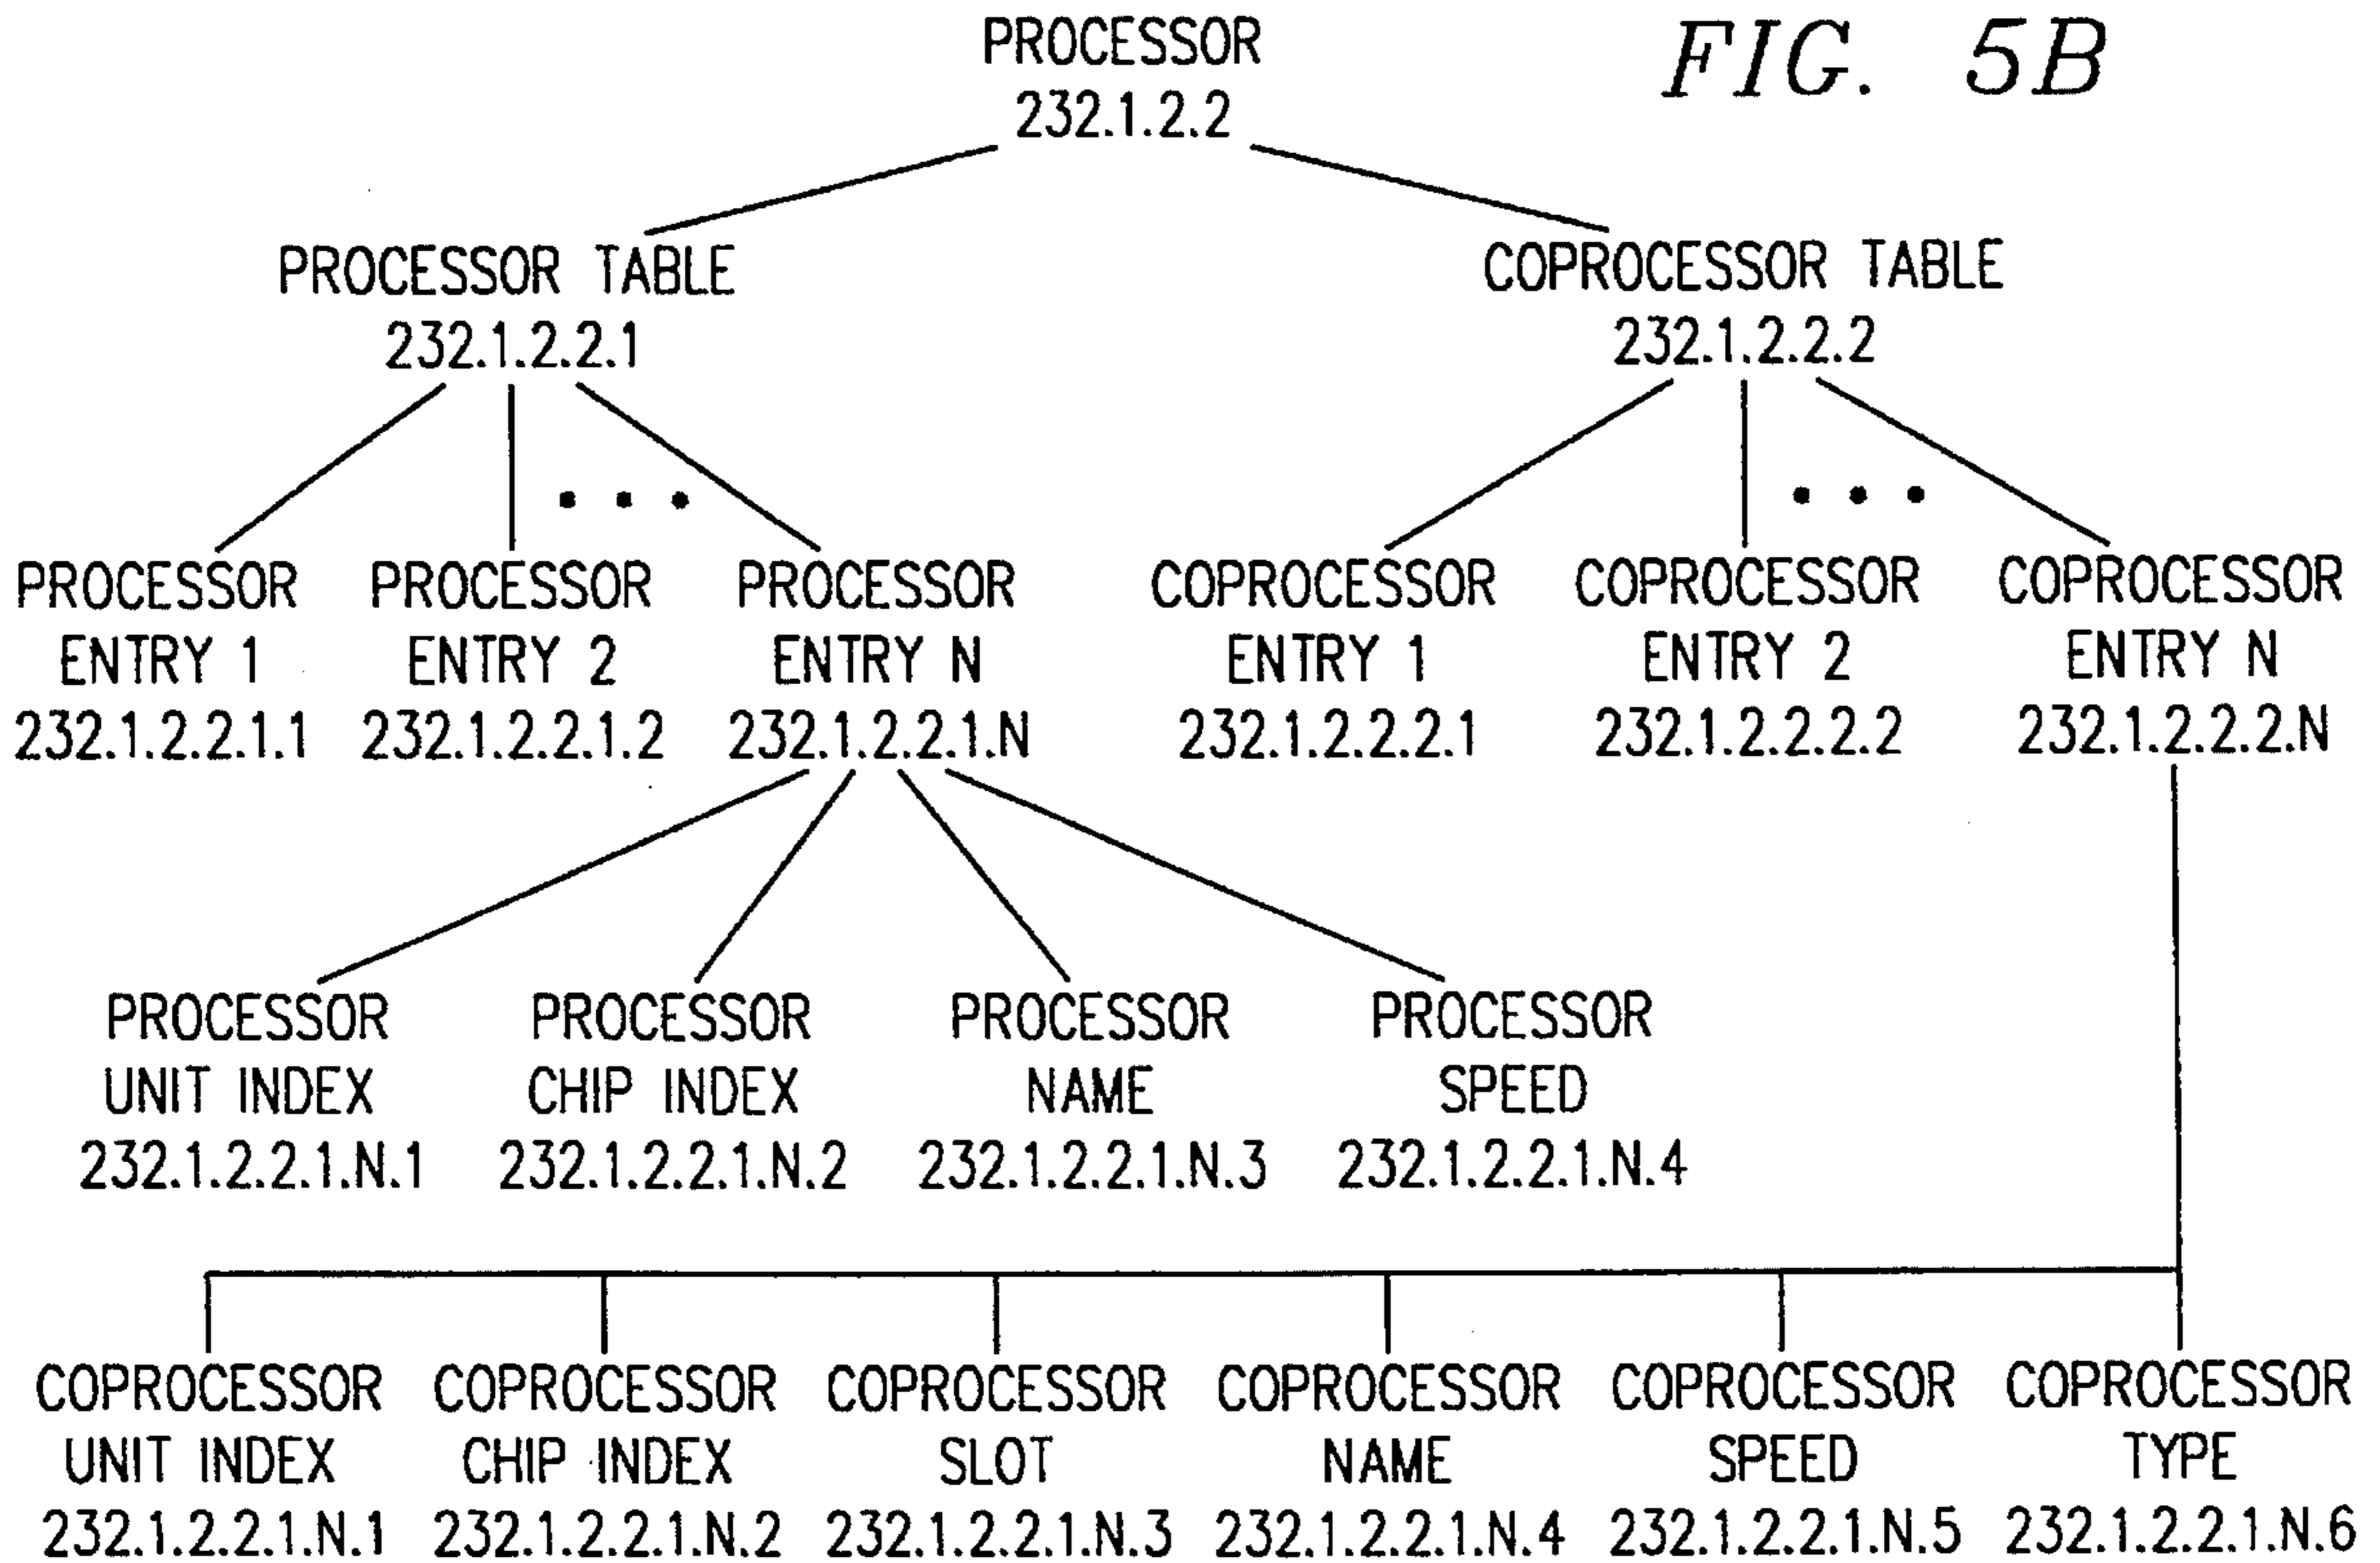 FIG. 5B
PROCESSOR
232.1.2.2
PROCESSOR TABLE
232.1.2.2.1
COPROCESSOR TABLE
232.1.2.2.2
PROCESSOR
ENTRY 1
232.1.2.2.1.1
PROCESSOR
ENTRY 2
232.1.2.2.1.2
PROCESSOR
ENTRY N
232.1.2.2.1.N
COPROCESSOR
ENTRY 1
232.1.2.2.2.1
COPROCESSOR
ENTRY 2
232.1.2.2.2.2
COPROCESSOR
ENTRY N
232.1.2.2.2.N
PROCESSOR
UNIT INDEX
232.1.2.2.1.N.1
PROCESSOR
CHIP INDEX
232.1.2.2.1.N.2
PROCESSOR
NAME
232.1.2.2.1.N.3
PROCESSOR
SPEED
232.1.2.2.1.N.4
COPROCESSOR
UNIT INDEX
232.1.2.2.1.N.1
COPROCESSOR
CHIP INDEX
232.1.2.2.1.N.2
COPROCESSOR
SLOT
232.1.2.2.1.N.3
COPROCESSOR
NAME
232.1.2.2.1.N.4
COPROCESSOR
SPEED
232.1.2.2.1.N.5
COPROCESSOR
TYPE
232.1.2.2.1.N.6